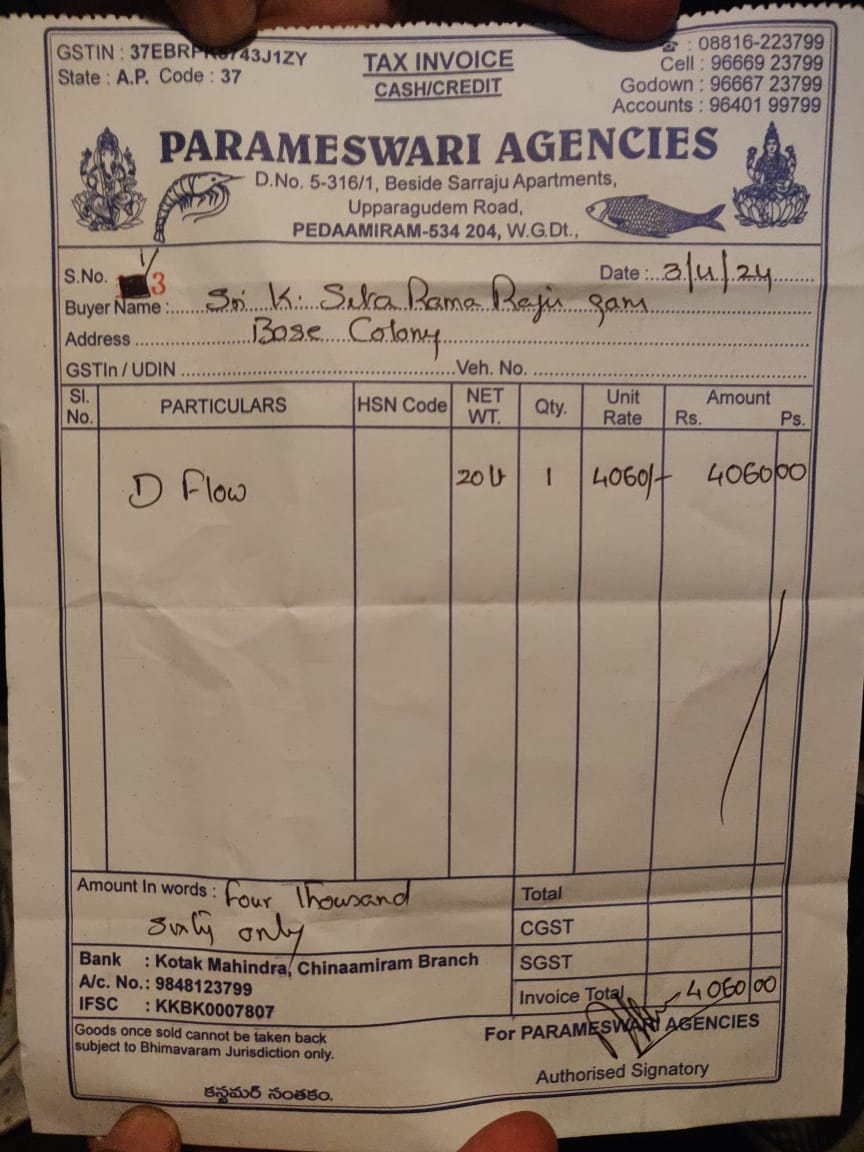 GSTIN : 37EBRPK8743J1ZY
State : A.P. Code : 37
TAX INVOICE
CASH/CREDIT
☎ : 08816-223799
Cell : 96669 23799
Godown : 96667 23799
Accounts : 96401 99799
PARAMESWARI AGENCIES
D.No. 5-316/1, Beside Sarraju Apartments,
Upparagudem Road,
PEDAAMIRAM-534 204, W.G.Dt.,
S.No. 3 Date : 3/4/24
Buyer Name : Sri K. Sita Rama Raju garu
Address Bose Colony
GSTIn / UDIN Veh. No.
Sl. No. PARTICULARS HSN Code NET WT. Qty. Unit Rate Amount Rs. Ps.
D Flow 20 1 4060/- 4060 00
Amount In words : Four Thousand
sixty only
Total
CGST
SGST
Invoice Total 4060 00
Bank : Kotak Mahindra, Chinaamiram Branch
A/c. No.: 9848123799
IFSC : KKBK0007807
Goods once sold cannot be taken back
subject to Bhimavaram Jurisdiction only.
For PARAMESWARI AGENCIES
Authorised Signatory
కస్టమర్ సంతకం.